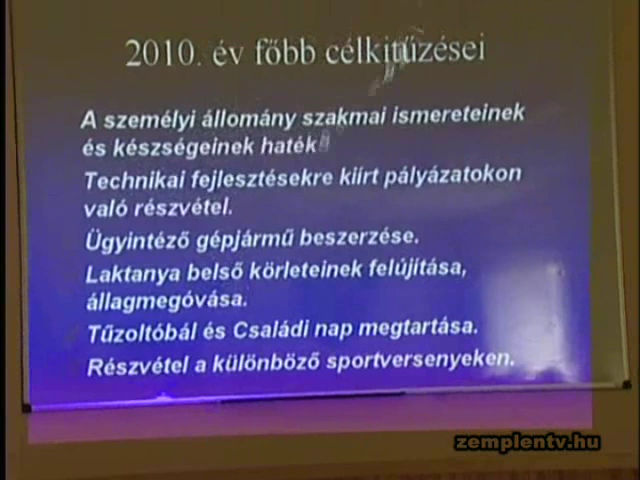 2010. év főbb célkitűzései
A személyi állomány szakmai ismereteinek
és készségeinek haték
Technikai fejlesztésekre kiírt pályázatokon
való részvétel.
Ügyintéző gépjármű beszerzése.
Laktanya belső körleteinek felújítása,
állagmegóvása.
Tűzoltóbál és Családi nap megtartása.
Részvétel a különböző sportversenyeken.
zemplentv.hu